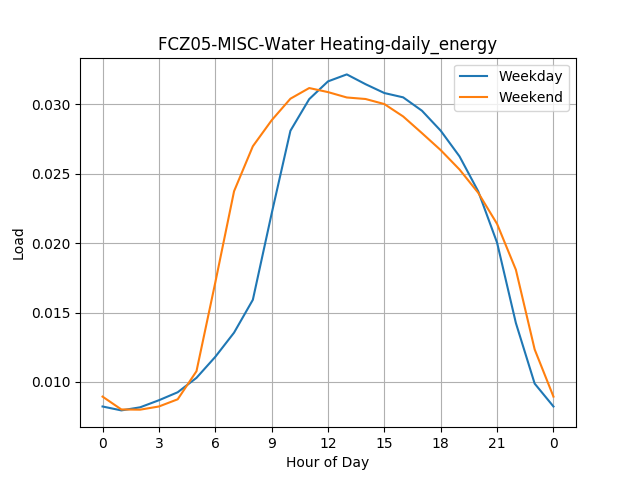 FCZ05-MISC-Water Heating-daily_energy
Weekday
Weekend
0.030
0.025
0.020
0.015
0.010
Load
0 3 6 9 12 15 18 21 0
Hour of Day